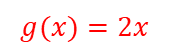 g(x) = 2x